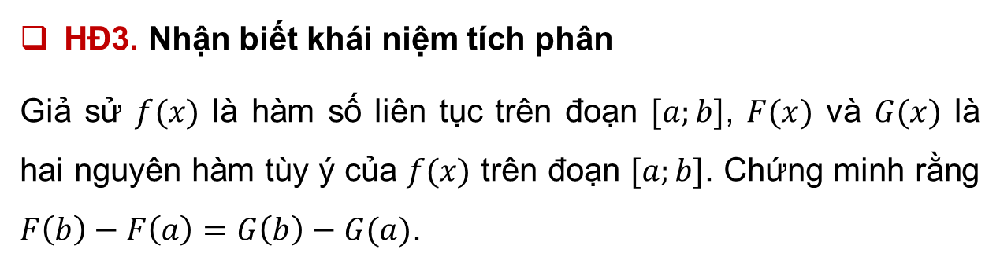 ❑ HĐ3. Nhận biết khái niệm tích phân
Giả sử f(x) là hàm số liên tục trên đoạn [a; b], F(x) và G(x) là
hai nguyên hàm tùy ý của f(x) trên đoạn [a; b]. Chứng minh rằng
F(b) − F(a) = G(b) − G(a).